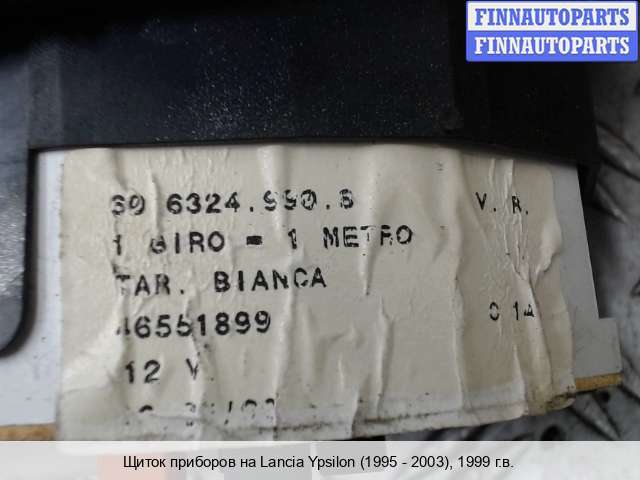 FINNAUTOPARTS
FINNAUTOPARTS
60 6324.990.6 V. R.
1 GIRO = 1 METRO
TAR. BIANCA
46551899 C 14
12 V
Щиток приборов на Lancia Ypsilon (1995 - 2003), 1999 г.в.